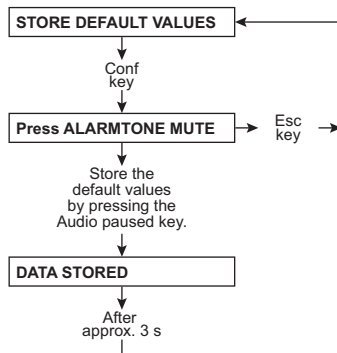 STORE DEFAULT VALUES
Conf
key
Press ALARMTONE MUTE
Esc
key
Store the
default values
by pressing the
Audio paused key.
DATA STORED
After
approx. 3 s